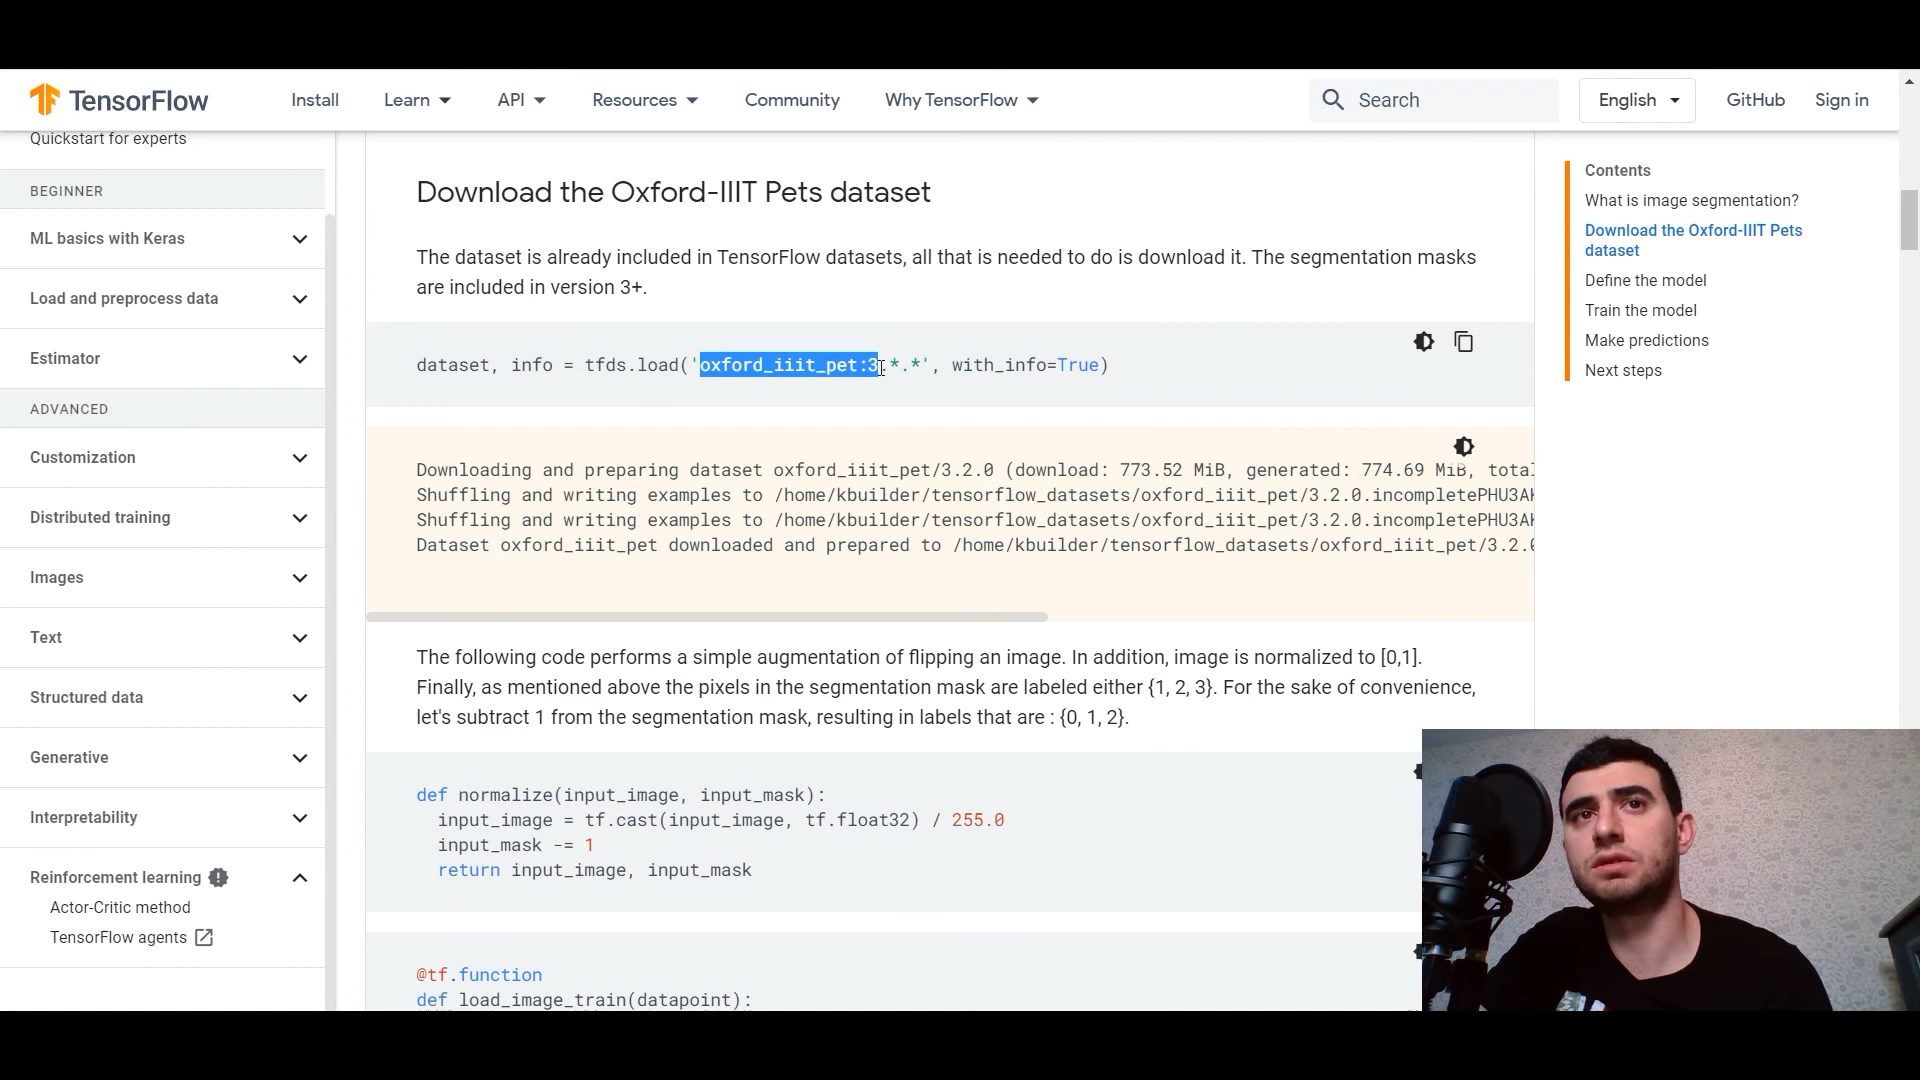 TensorFlow
Install
Learn
API
Resources
Community
Why TensorFlow
Search
English
GitHub
Sign in
Quickstart for experts
BEGINNER
ML basics with Keras
Load and preprocess data
Estimator
ADVANCED
Customization
Distributed training
Images
Text
Structured data
Generative
Interpretability
Reinforcement learning
Actor-Critic method
TensorFlow agents
Download the Oxford-IIIT Pets dataset
The dataset is already included in TensorFlow datasets, all that is needed to do is download it. The segmentation masks
are included in version 3+.
dataset, info = tfds.load('oxford_iiit_pet:3.*.*', with_info=True)
Downloading and preparing dataset oxford_iiit_pet/3.2.0 (download: 773.52 MiB, generated: 774.69 MiB, total
Shuffling and writing examples to /home/kbuilder/tensorflow_datasets/oxford_iiit_pet/3.2.0.incompletePHU3AK
Shuffling and writing examples to /home/kbuilder/tensorflow_datasets/oxford_iiit_pet/3.2.0.incompletePHU3AK
Dataset oxford_iiit_pet downloaded and prepared to /home/kbuilder/tensorflow_datasets/oxford_iiit_pet/3.2.0
The following code performs a simple augmentation of flipping an image. In addition, image is normalized to [0,1].
Finally, as mentioned above the pixels in the segmentation mask are labeled either {1, 2, 3}. For the sake of convenience,
let's subtract 1 from the segmentation mask, resulting in labels that are : {0, 1, 2}.
def normalize(input_image, input_mask):
input_image = tf.cast(input_image, tf.float32) / 255.0
input_mask -= 1
return input_image, input_mask
@tf.function
def load_image_train(datapoint):
Contents
What is image segmentation?
Download the Oxford-IIIT Pets
dataset
Define the model
Train the model
Make predictions
Next steps